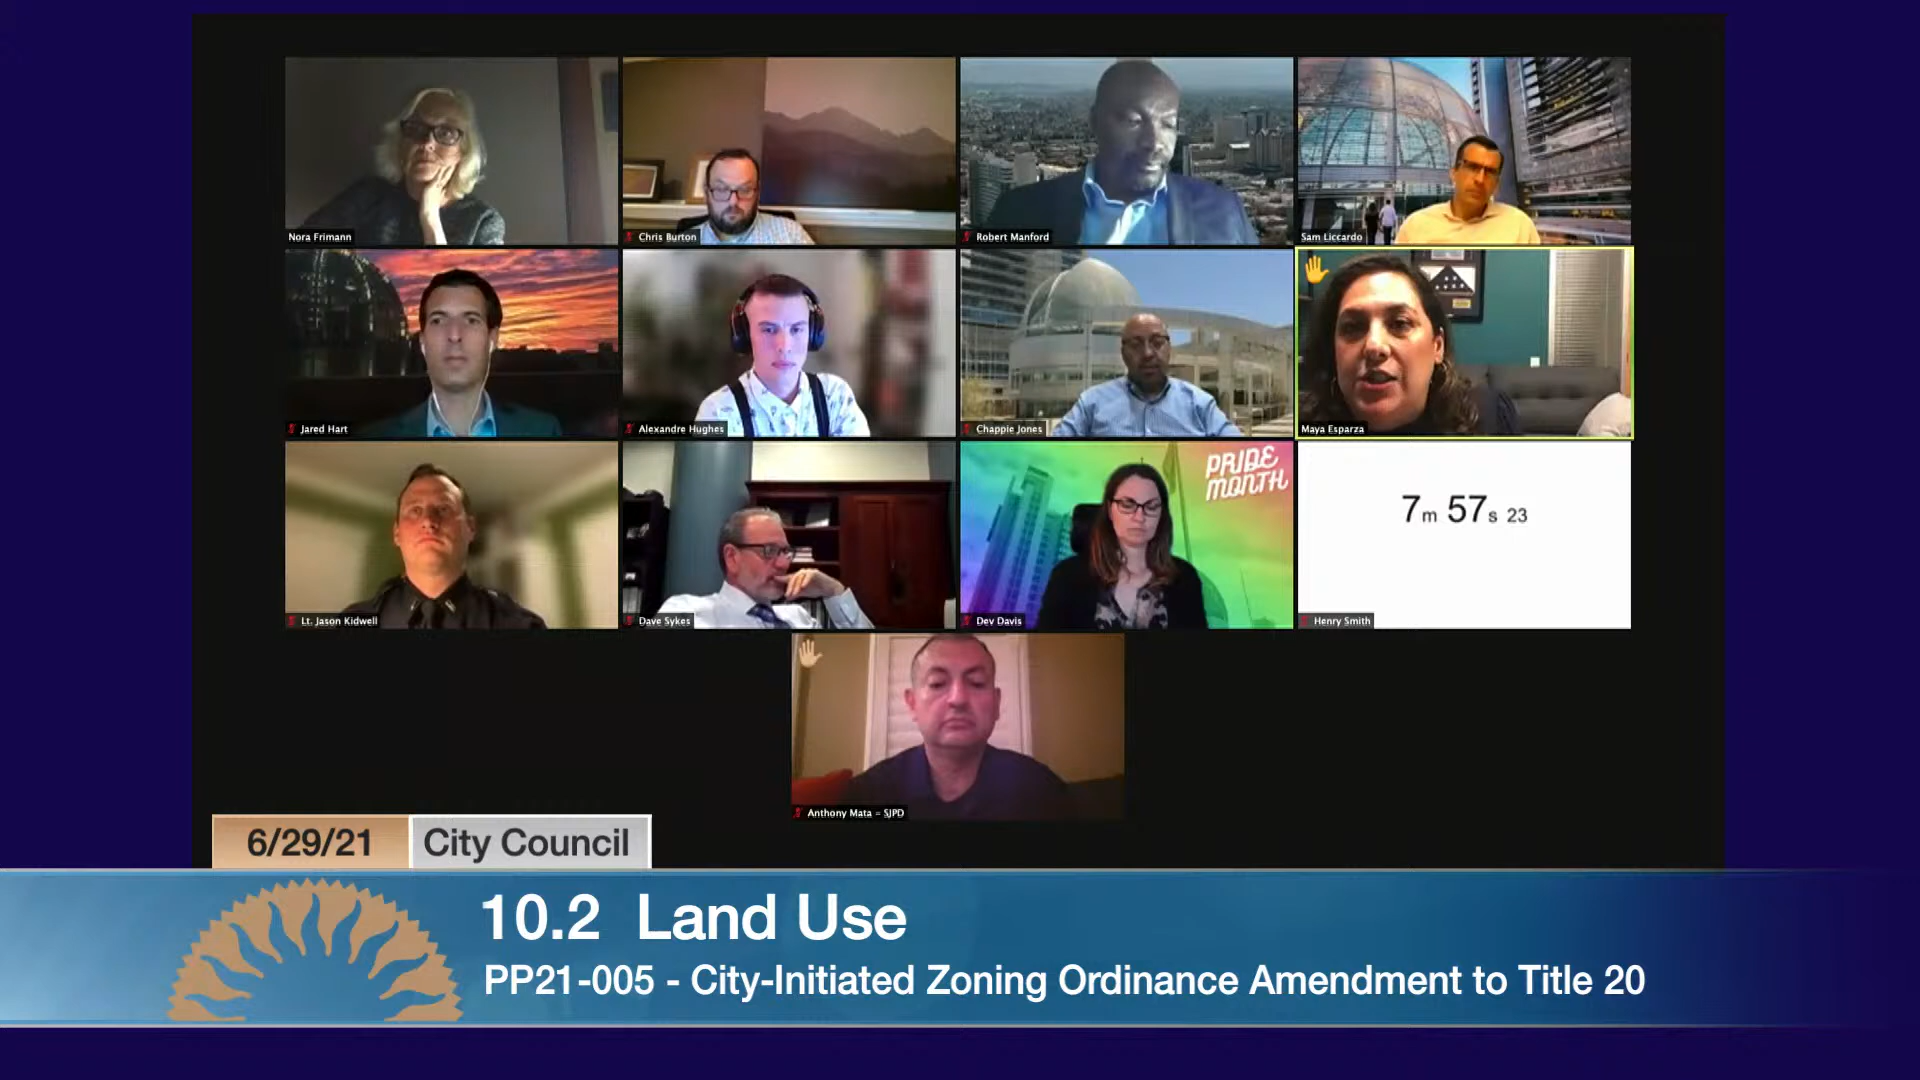 Nora Frimann
Chris Burton
Robert Manford
Sam Liccardo
Jared Hart
Alexandre Hughes
Chappie Jones
Maya Esparza
PRIDE
MONTH
7m 57s 23
Lt. Jason Kidwell
Dave Sykes
Dev Davis
Henry Smith
Anthony Mata - SJPD
6/29/21 City Council
10.2 Land Use
PP21-005 - City-Initiated Zoning Ordinance Amendment to Title 20